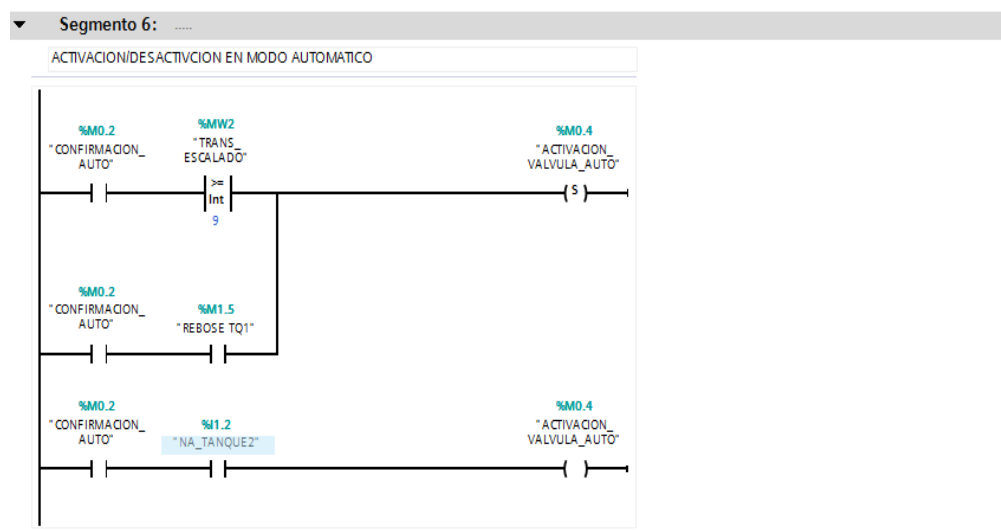 Segmento 6: .....
ACTIVACION/DESACTIVCION EN MODO AUTOMATICO
%M0.2
"CONFIRMACION_
AUTO"
%MW2
"TRANS_
ESCALADO"
>=
Int
9
%M0.4
"ACTIVACION_
VALVULA_AUTO"
S
%M0.2
"CONFIRMACION_
AUTO"
%M1.5
"REBOSE TQ1"
%M0.2
"CONFIRMACION_
AUTO"
%I1.2
"NA_TANQUE2"
%M0.4
"ACTIVACION_
VALVULA_AUTO"